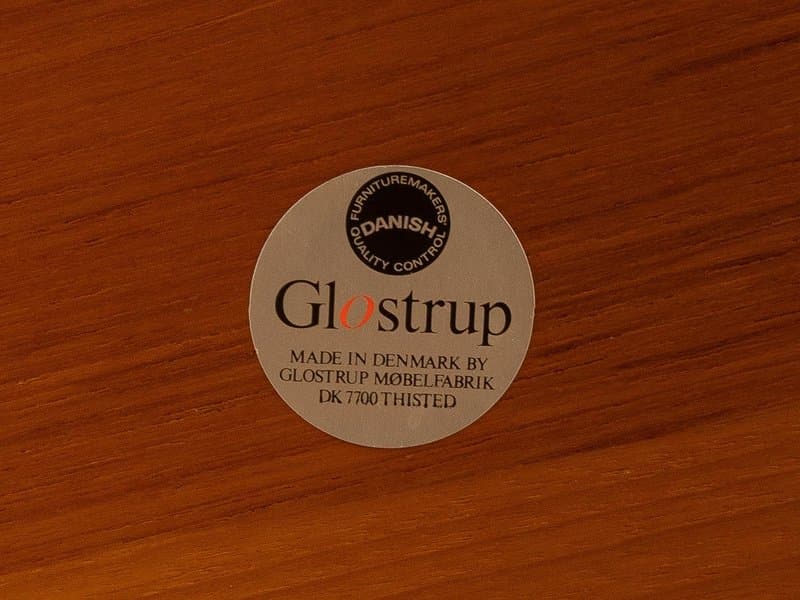 FURNITUREMAKERS'
DANISH
QUALITY CONTROL
Glostrup
MADE IN DENMARK BY
GLOSTRUP MØBELFABRIK
DK 7700 THISTED